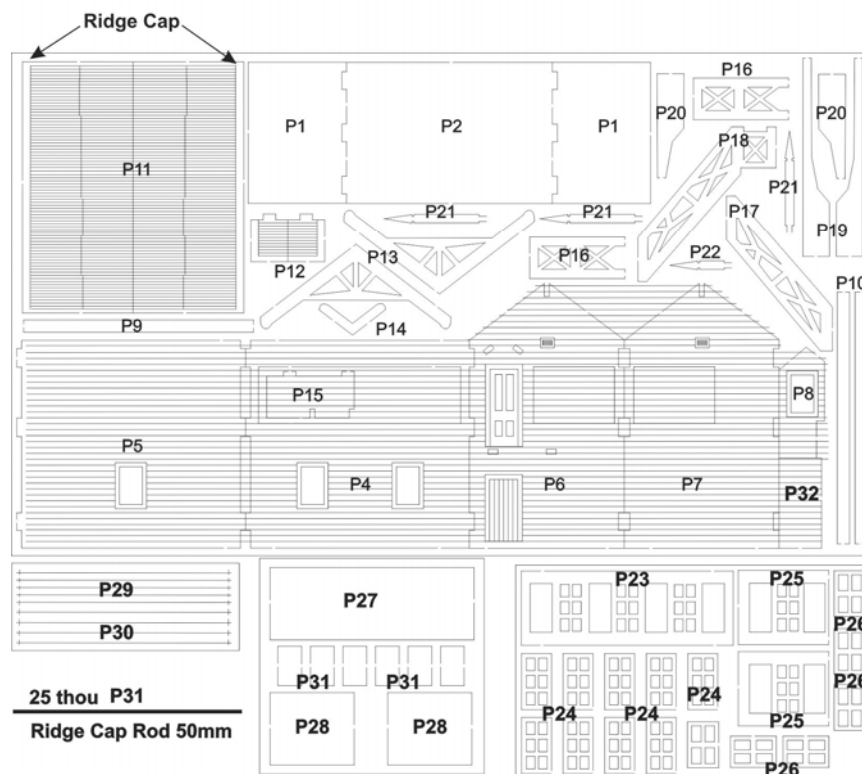 Ridge Cap
P11
P1
P2
P1
P20
P16
P20
P18
P21
P21
P21
P17
P19
P12
P13
P16
P22
P10
P9
P14
P15
P8
P5
P4
P6
P7
P32
P29
P30
P27
P23
P25
P26
P31
P31
P24
P24
P24
P26
25 thou P31
Ridge Cap Rod 50mm
P28
P28
P25
P26